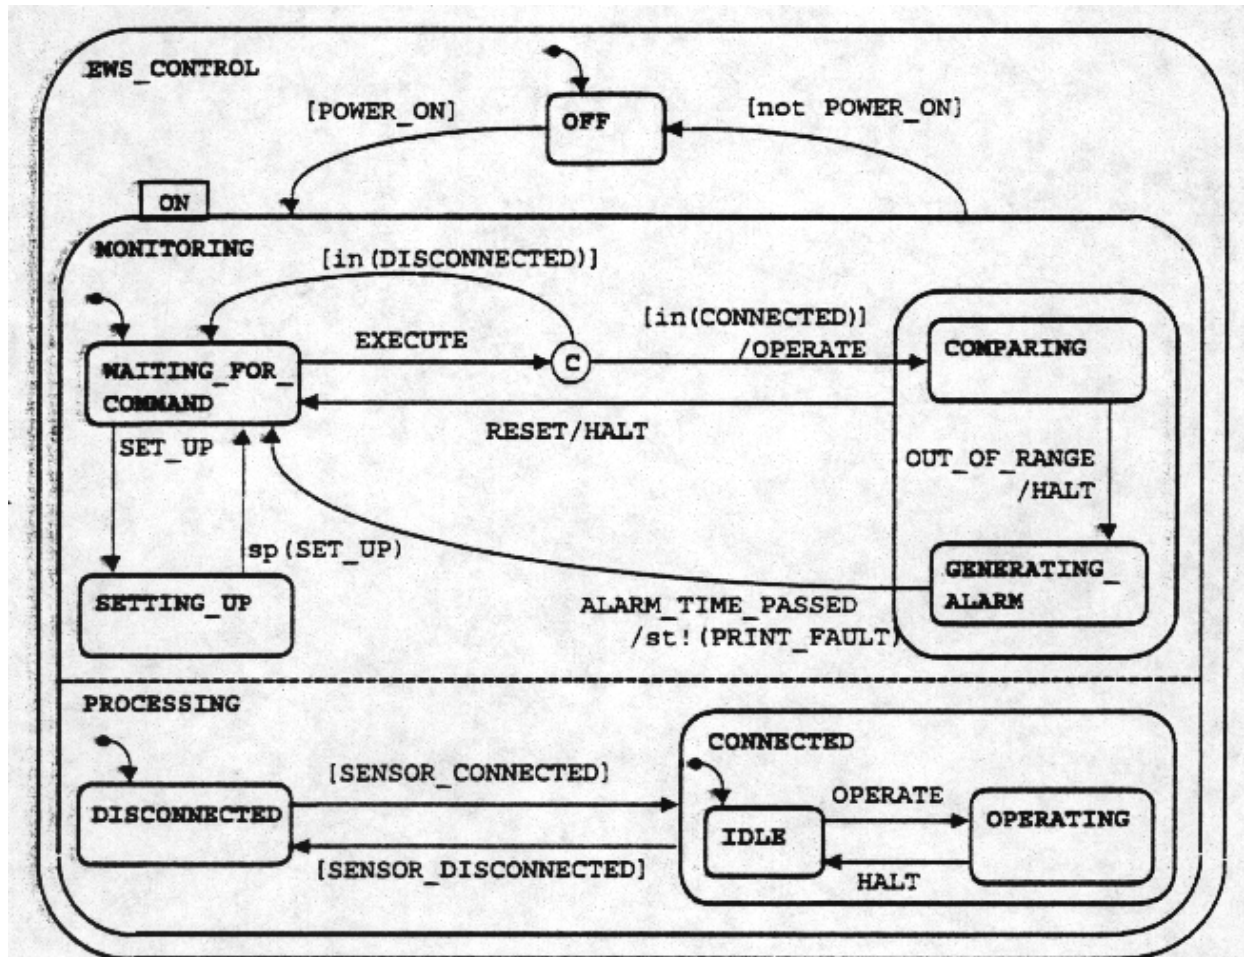 EWS_CONTROL
[POWER_ON]
OFF
[not POWER_ON]
ON
MONITORING
[in(DISCONNECTED)]
EXECUTE
C
[in(CONNECTED)]
/OPERATE
COMPARING
WAITING_FOR_
COMMAND
RESET/HALT
SET_UP
OUT_OF_RANGE
/HALT
sp(SET_UP)
SETTING_UP
GENERATING_
ALARM
ALARM_TIME_PASSED
/st!(PRINT_FAULT)
PROCESSING
CONNECTED
[SENSOR_CONNECTED]
DISCONNECTED
OPERATE
IDLE
OPERATING
[SENSOR_DISCONNECTED]
HALT